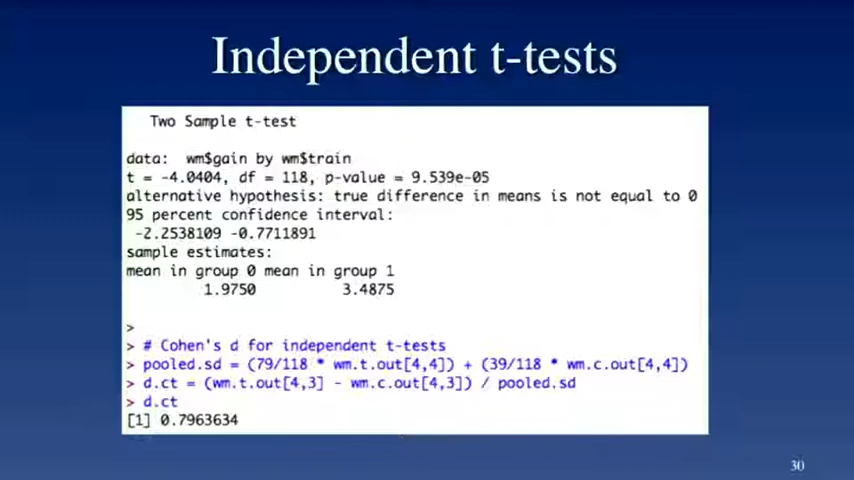 Independent t-tests
Two Sample t-test
data: wm$gain by wm$train
t = -4.0404, df = 118, p-value = 9.539e-05
alternative hypothesis: true difference in means is not equal to 0
95 percent confidence interval:
-2.2538109 -0.7711891
sample estimates:
mean in group 0 mean in group 1
1.9750 3.4875
>
> # Cohen's d for independent t-tests
> pooled.sd = (79/118 * wm.t.out[4,4]) + (39/118 * wm.c.out[4,4])
> d.ct = (wm.t.out[4,3] - wm.c.out[4,3]) / pooled.sd
> d.ct
[1] 0.7963634
30